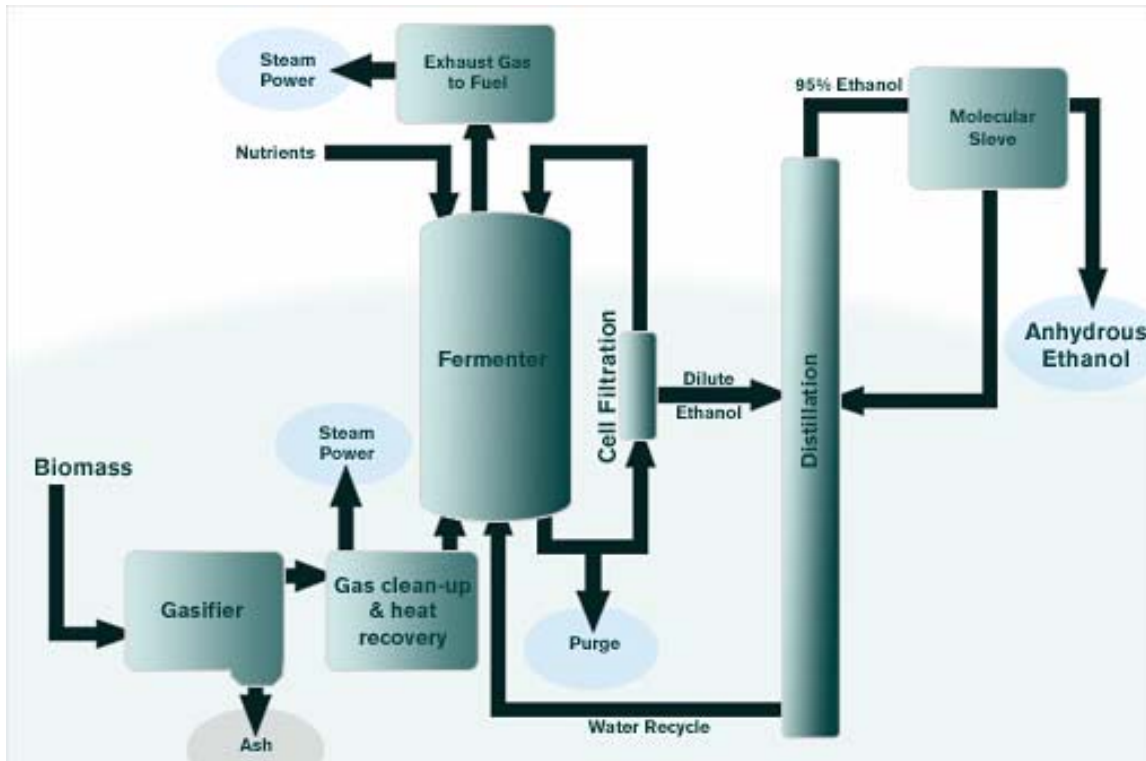 Steam
Power
Exhaust Gas
to Fuel
95% Ethanol
Molecular
Sieve
Nutrients
Fermenter
Cell Filtration
Dilute
Ethanol
Distillation
Anhydrous
Ethanol
Steam
Power
Biomass
Gasifier
Gas clean-up
& heat
recovery
Purge
Water Recycle
Ash